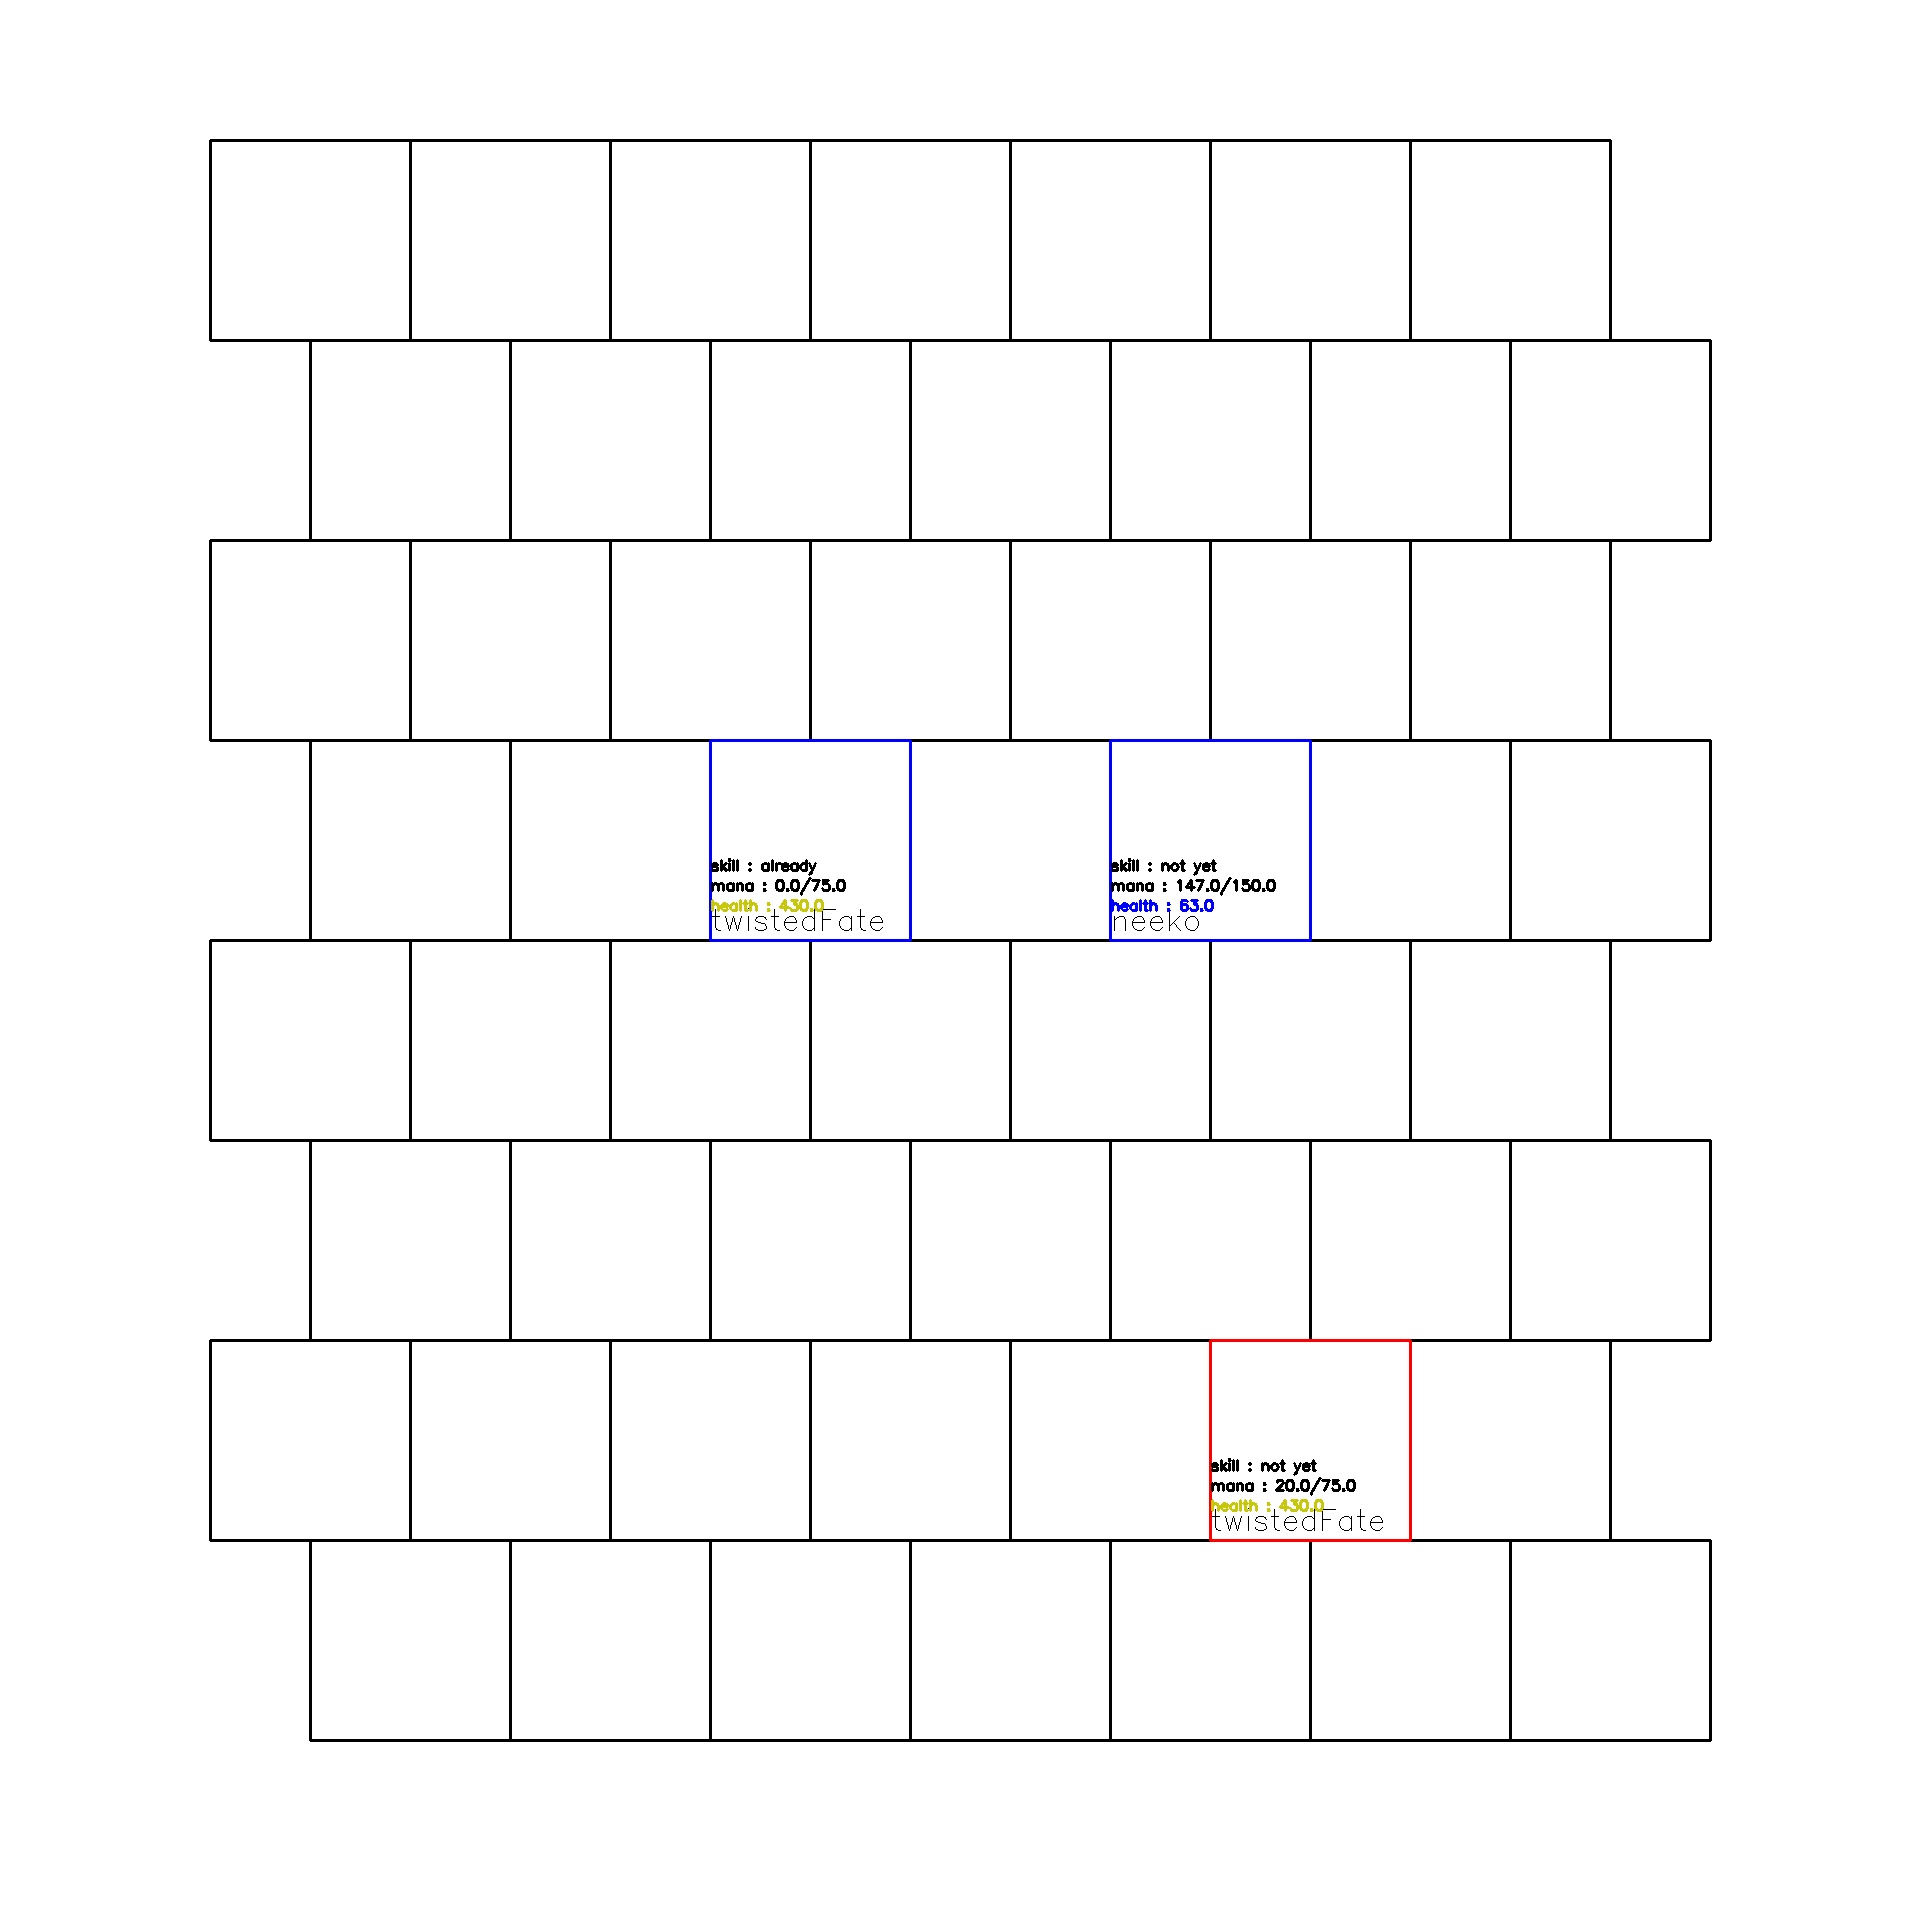 skill : already
mana : 0.0/75.0
health : 430.0
twistedFate
skill : not yet
mana : 147.0/150.0
health : 63.0
neeko
skill : not yet
mana : 20.0/75.0
health : 430.0
twistedFate